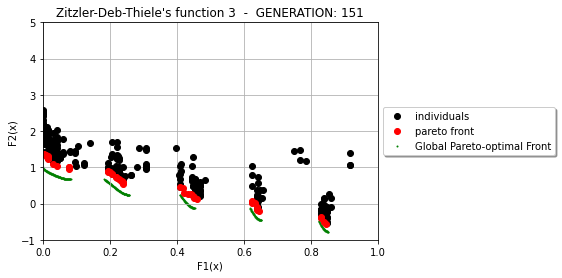 Zitzler-Deb-Thiele's function 3  -  GENERATION: 151
5
4
3
2
1
0
−1
F2(x)
0.0 0.2 0.4 0.6 0.8 1.0
F1(x)
individuals
pareto front
Global Pareto-optimal Front